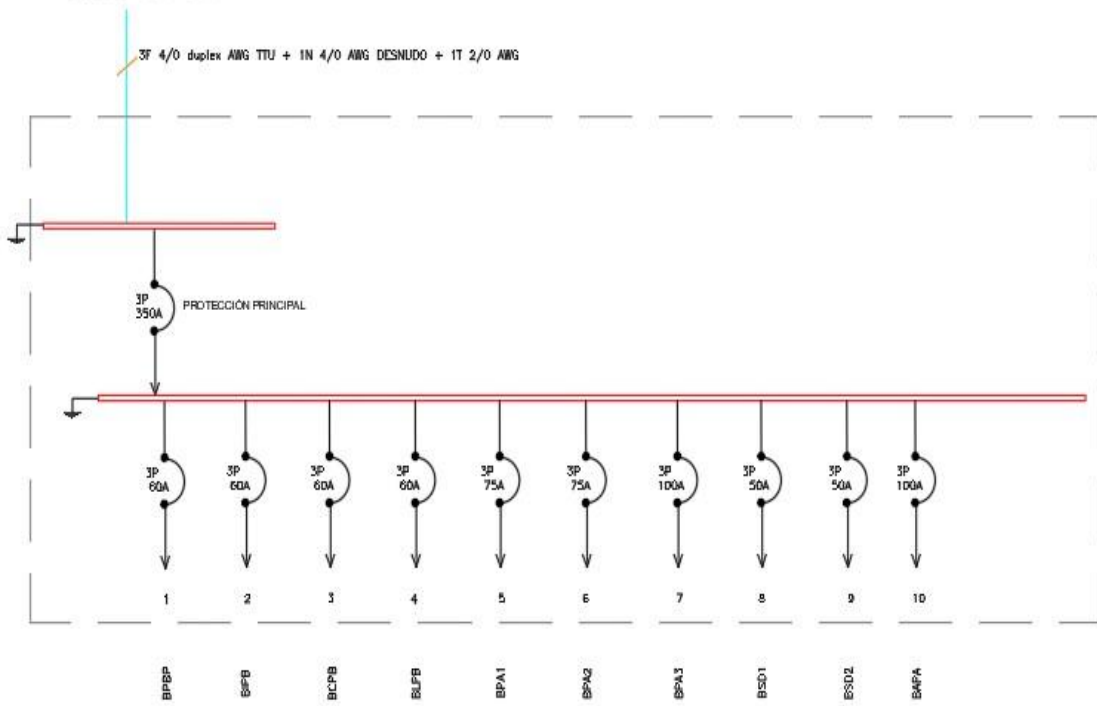 3F 4/0 duplex AWG TTU + 1N 4/0 AWG DESNUDO + 1T 2/0 AWG
3P
350A
PROTECCIÓN PRINCIPAL
3P 3P 3P 3P 3P 3P 3P 3P 3P 3P
60A 60A 60A 60A 75A 75A 100A 50A 50A 100A
1 2 3 4 5 6 7 8 9 10
BPBP
BIPB
BCPB
BLPB
BPA1
BPA2
BPA3
BSD1
BSD2
BAPA